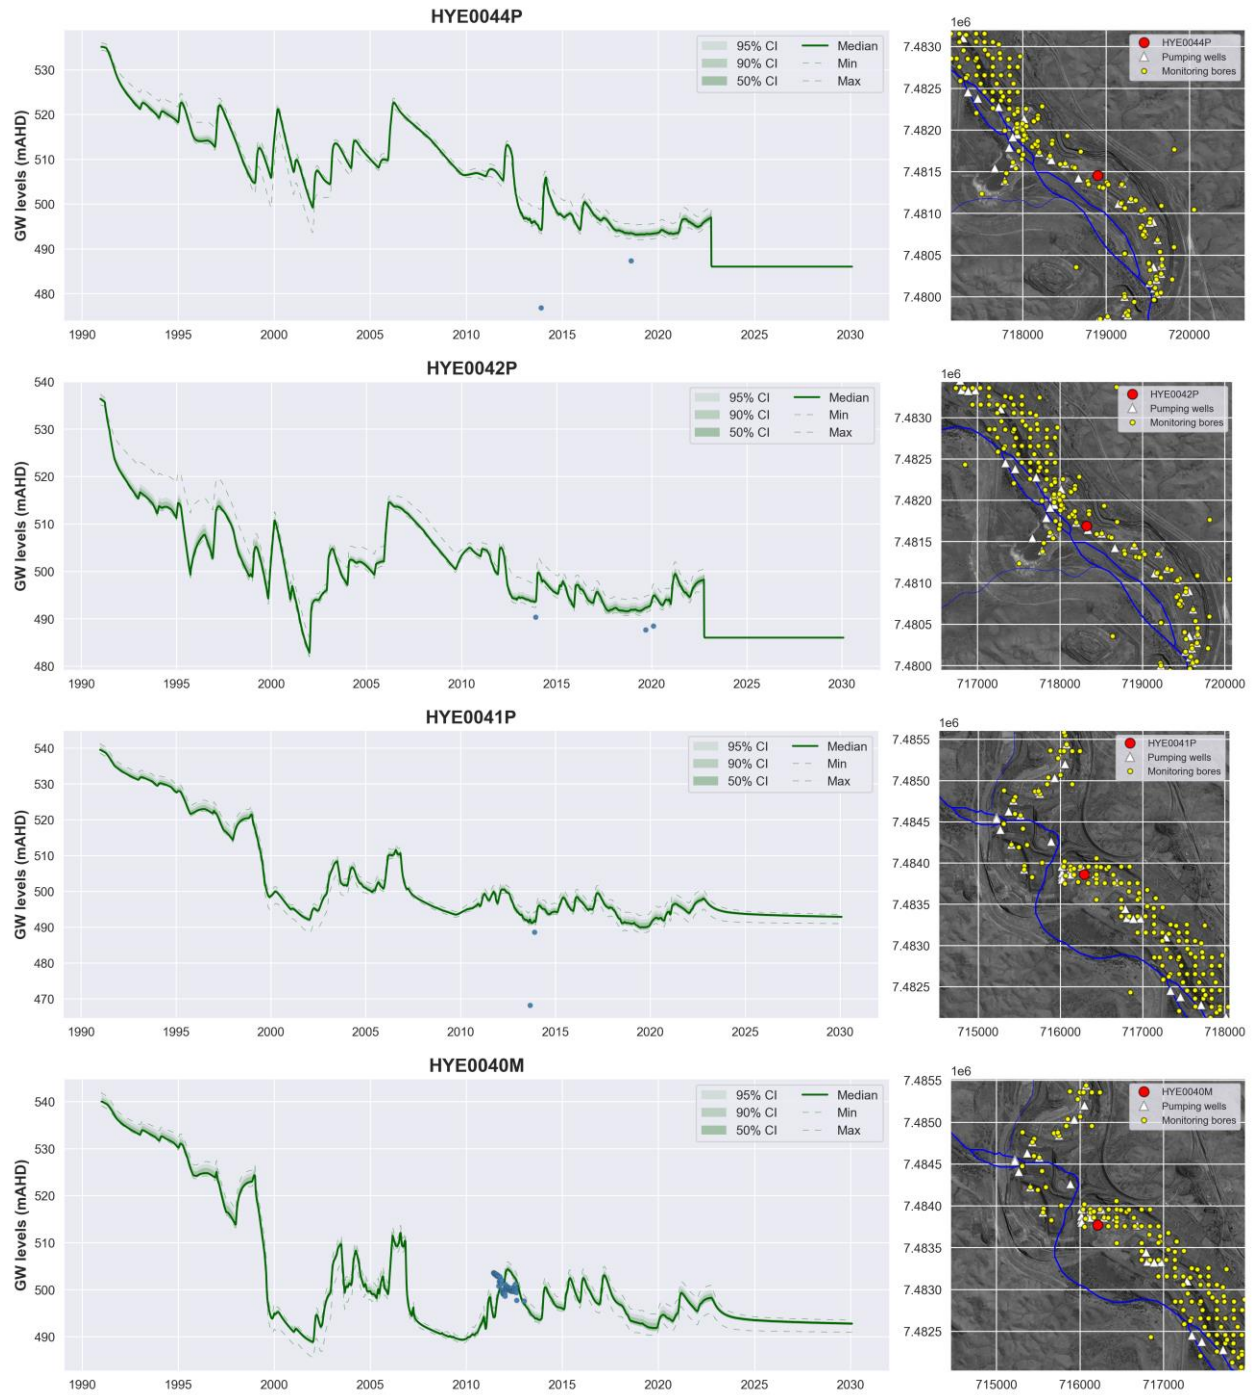 HYE0044P
GW levels (mAHD)
530
520
510
500
490
480
1990 1995 2000 2005 2010 2015 2020 2025 2030
95% CI Median
90% CI Min
50% CI Max
1e6
7.4830
7.4825
7.4820
7.4815
7.4810
7.4805
7.4800
718000 719000 720000
HYE0044P
Pumping wells
Monitoring bores
HYE0042P
GW levels (mAHD)
540
530
520
510
500
490
480
1990 1995 2000 2005 2010 2015 2020 2025 2030
95% CI Median
90% CI Min
50% CI Max
1e6
7.4830
7.4825
7.4820
7.4815
7.4810
7.4805
7.4800
717000 718000 719000 720000
HYE0042P
Pumping wells
Monitoring bores
HYE0041P
GW levels (mAHD)
540
530
520
510
500
490
480
470
1990 1995 2000 2005 2010 2015 2020 2025 2030
95% CI Median
90% CI Min
50% CI Max
1e6
7.4855
7.4850
7.4845
7.4840
7.4835
7.4830
7.4825
715000 716000 717000 718000
HYE0041P
Pumping wells
Monitoring bores
HYE0040M
GW levels (mAHD)
540
530
520
510
500
490
1990 1995 2000 2005 2010 2015 2020 2025 2030
95% CI Median
90% CI Min
50% CI Max
1e6
7.4855
7.4850
7.4845
7.4840
7.4835
7.4830
7.4825
715000 716000 717000
HYE0040M
Pumping wells
Monitoring bores